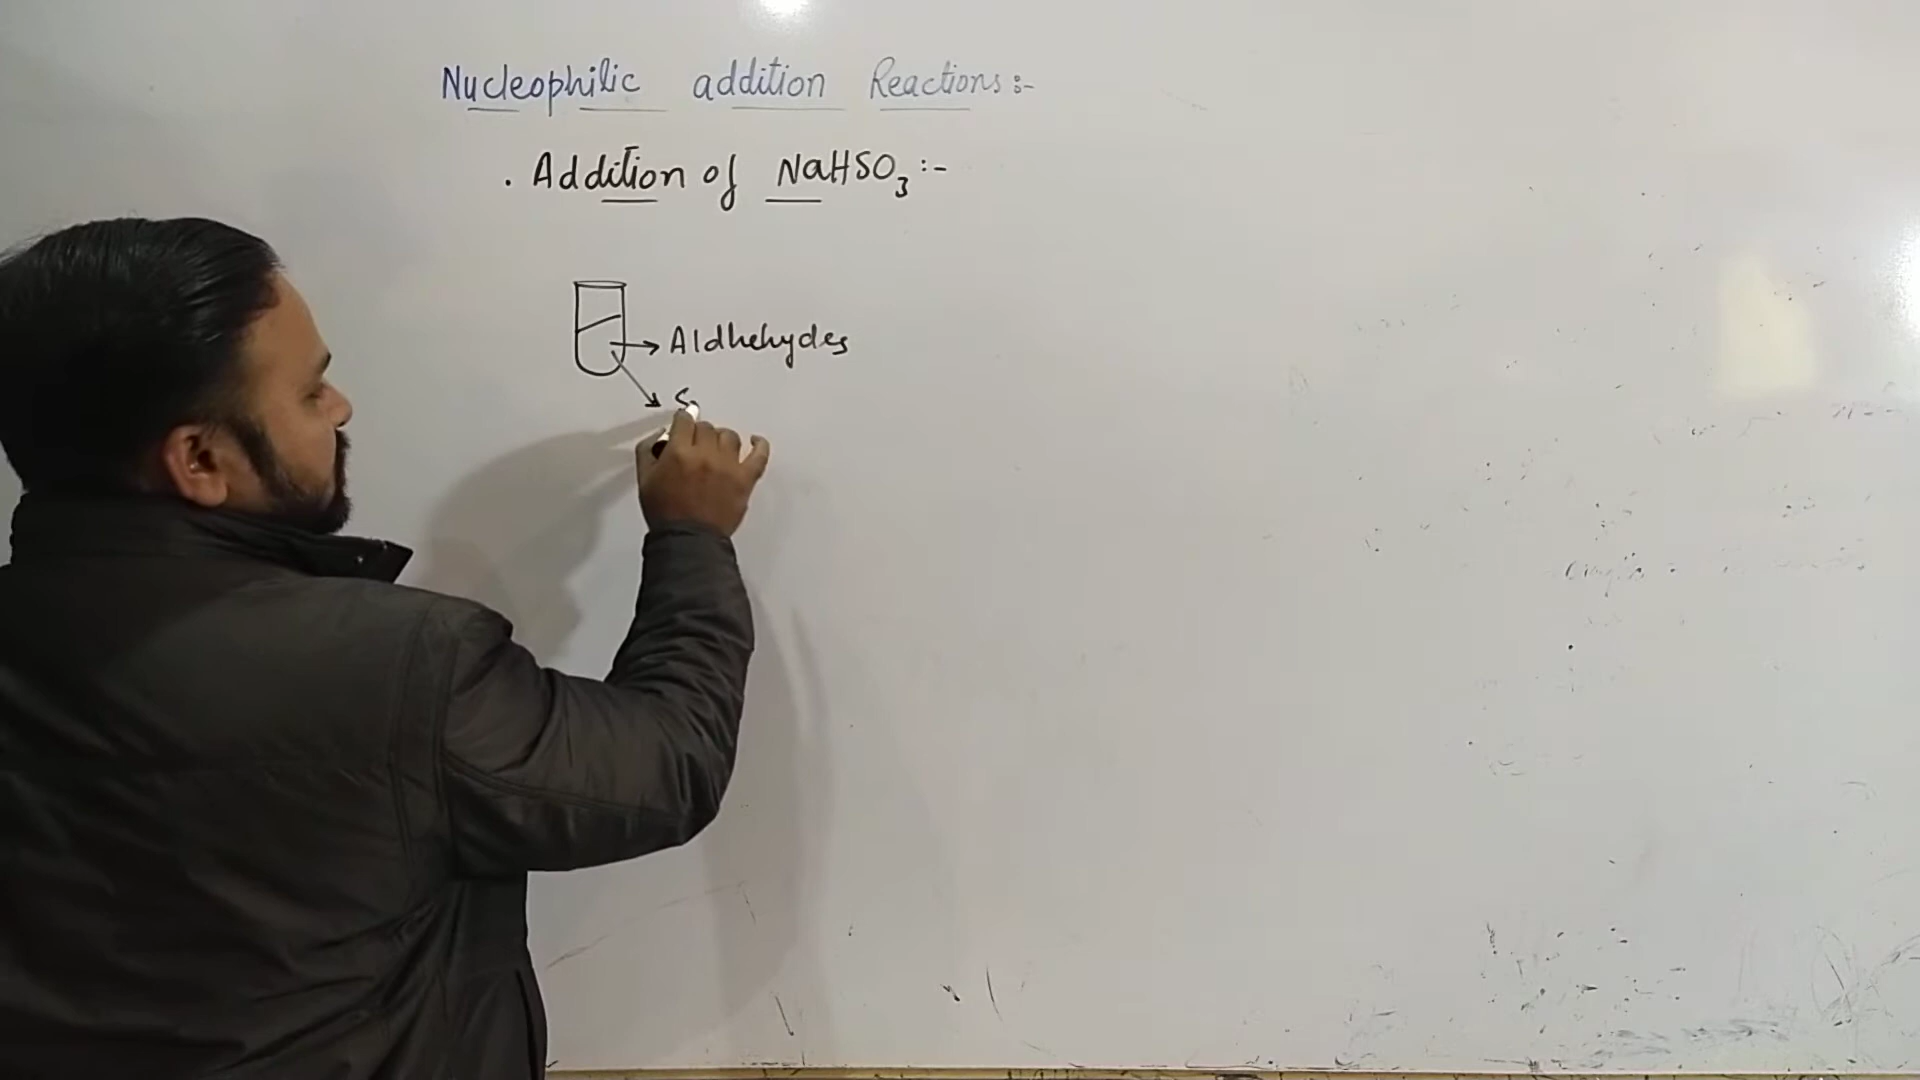 Nucleophilic addition Reactions:-
. Addition of NaHSO₃:-
Aldhehydes
S